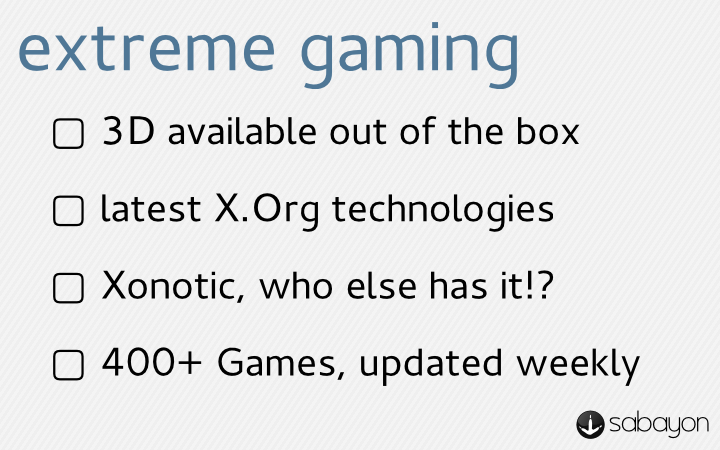 extreme gaming
3D available out of the box
latest X.Org technologies
Xonotic, who else has it!?
400+ Games, updated weekly
sabayon